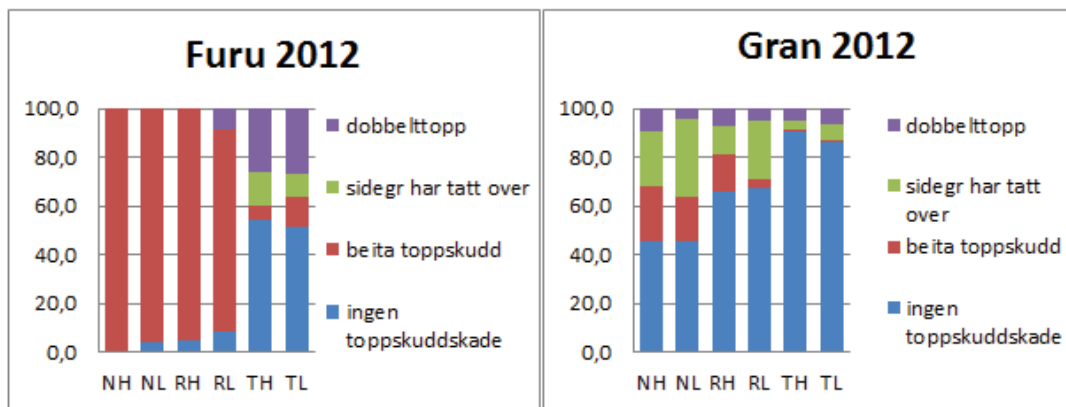 Furu 2012
100,0
80,0
60,0
40,0
20,0
0,0
NH NL RH RL TH TL
dobbelttopp
sidegr har tatt over
beita toppskudd
ingen
toppskuddskade
Gran 2012
100,0
80,0
60,0
40,0
20,0
0,0
NH NL RH RL TH TL
dobbelttopp
sidegr har tatt
over
beita toppskudd
ingen
toppskuddskade